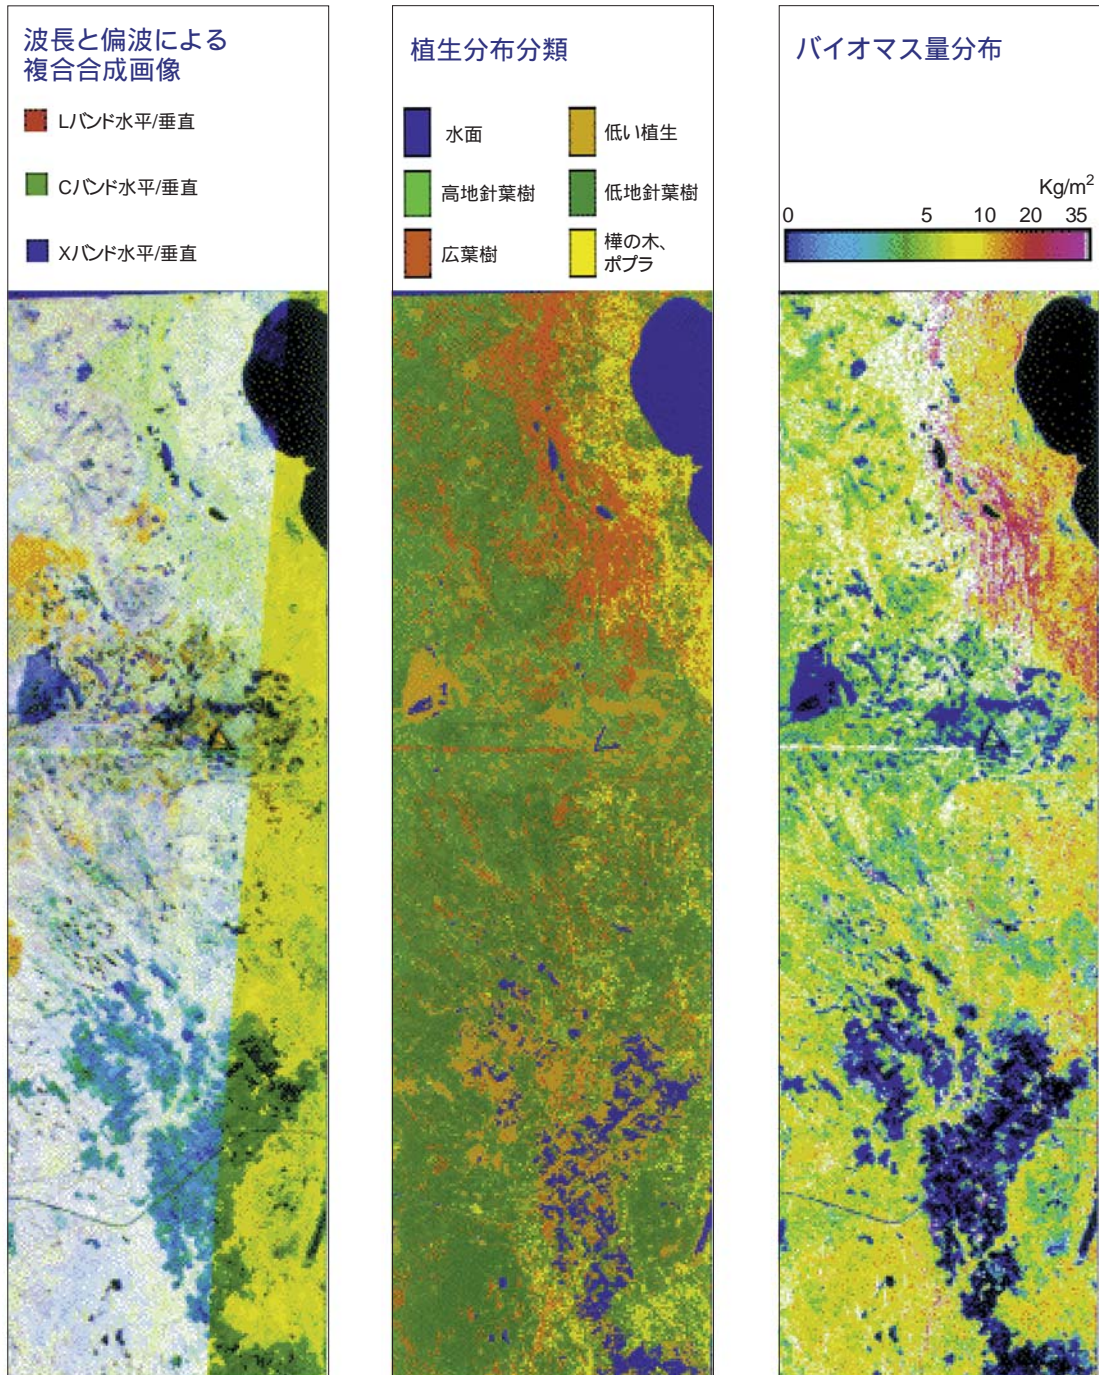 波長と偏波による
複合合成画像
Lバンド水平/垂直
Cバンド水平/垂直
Xバンド水平/垂直
植生分布分類
水面
高地針葉樹
広葉樹
低い植生
低地針葉樹
樺の木、
ポプラ
バイオマス量分布
Kg/m²
0 5 10 20 35